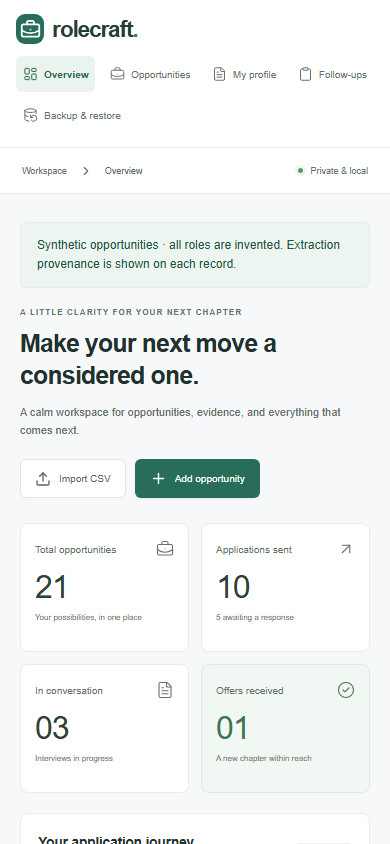 rolecraft.
Overview
Opportunities
My profile
Follow-ups
Backup & restore
Workspace
Overview
Private & local
Synthetic opportunities · all roles are invented. Extraction
provenance is shown on each record.
A LITTLE CLARITY FOR YOUR NEXT CHAPTER
Make your next move a
considered one.
A calm workspace for opportunities, evidence, and everything that
comes next.
Import CSV
Add opportunity
Total opportunities
21
Your possibilities, in one place
Applications sent
10
5 awaiting a response
In conversation
03
Interviews in progress
Offers received
01
A new chapter within reach
Your application journey